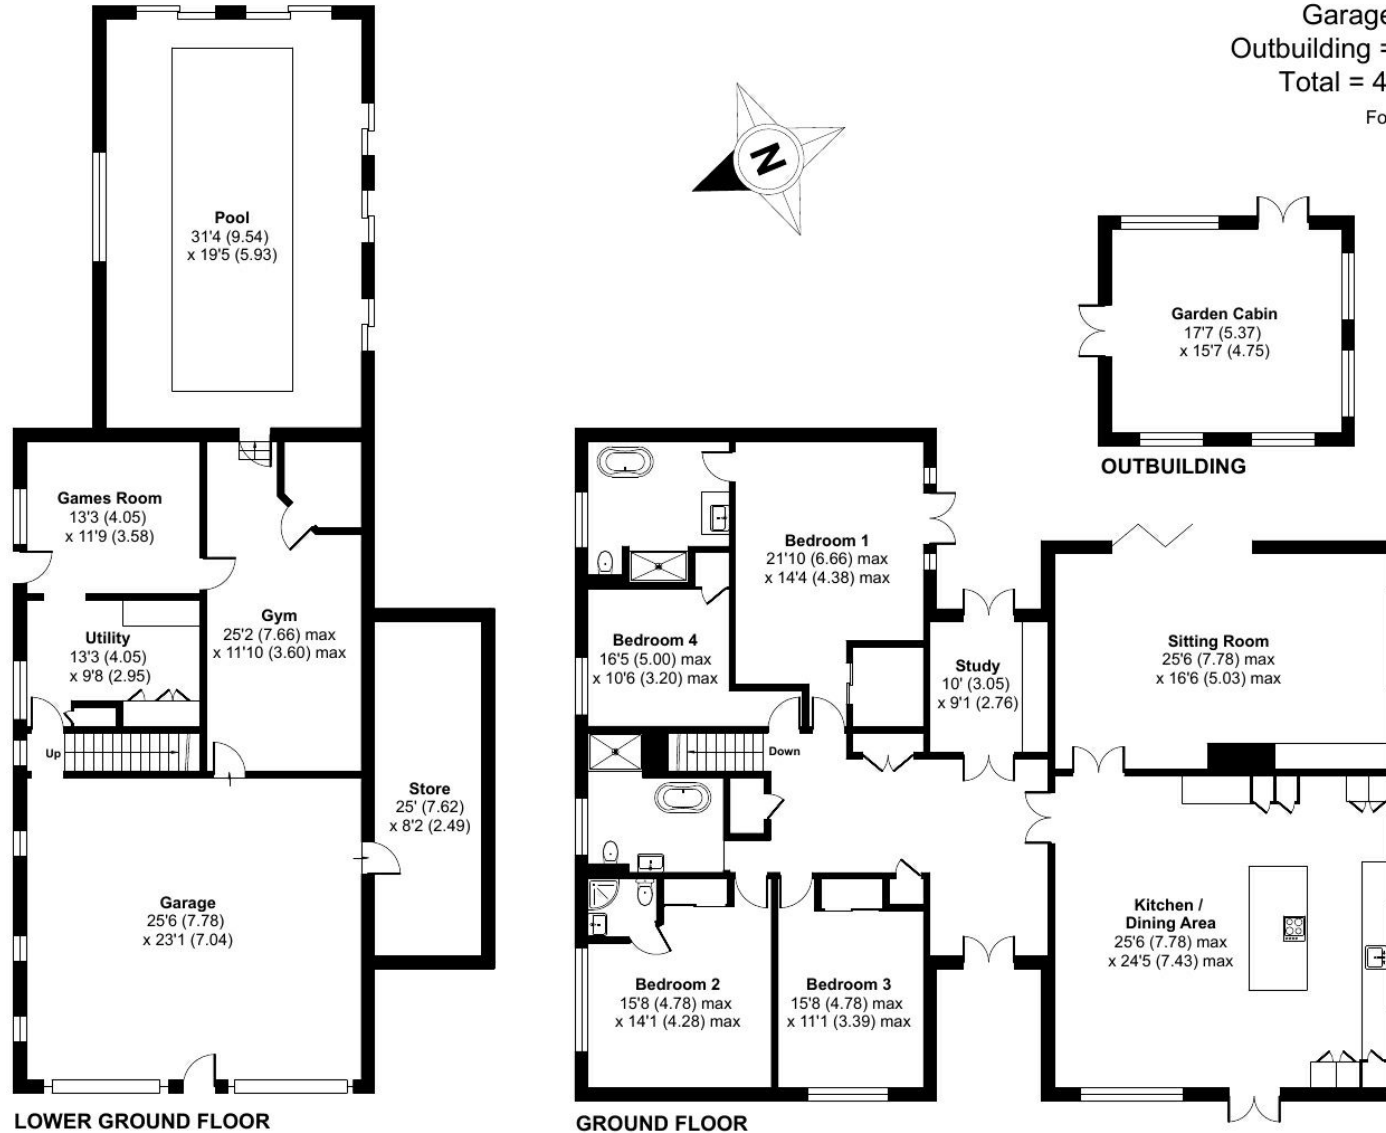 Garage
Outbuilding =
Total = 4
Fo
N
Pool
31'4 (9.54)
x 19'5 (5.93)
Garden Cabin
17'7 (5.37)
x 15'7 (4.75)
OUTBUILDING
Games Room
13'3 (4.05)
x 11'9 (3.58)
Utility
13'3 (4.05)
x 9'8 (2.95)
Gym
25'2 (7.66) max
x 11'10 (3.60) max
Up
Store
25' (7.62)
x 8'2 (2.49)
Garage
25'6 (7.78)
x 23'1 (7.04)
LOWER GROUND FLOOR
Bedroom 1
21'10 (6.66) max
x 14'4 (4.38) max
Bedroom 4
16'5 (5.00) max
x 10'6 (3.20) max
Study
10' (3.05)
x 9'1 (2.76)
Sitting Room
25'6 (7.78) max
x 16'6 (5.03) max
Down
Kitchen /
Dining Area
25'6 (7.78) max
x 24'5 (7.43) max
Bedroom 2
15'8 (4.78) max
x 14'1 (4.28) max
Bedroom 3
15'8 (4.78) max
x 11'1 (3.39) max
GROUND FLOOR